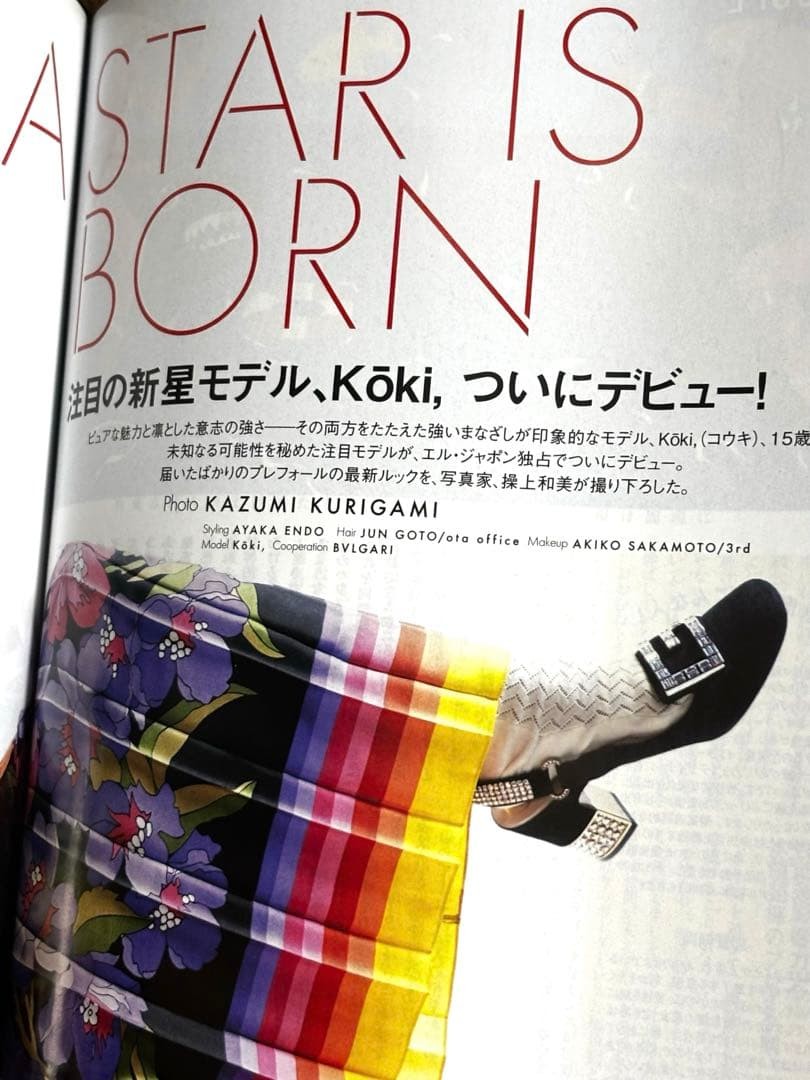 A STAR IS
BORN
注目の新星モデル、Kōki, ついにデビュー!
ピュアな魅力と凛とした意志の強さ——その両方をたたえた強いまなざしが印象的なモデル、Kōki,(コウキ)、15歳
未知なる可能性を秘めた注目モデルが、エル・ジャポン独占でついにデビュー。
届いたばかりのプレフォールの最新ルックを、写真家、操上和美が撮り下ろした。
Photo KAZUMI KURIGAMI
Styling AYAKA ENDO Hair JUN GOTO/ota office Makeup AKIKO SAKAMOTO/3rd
Model Kōki, Cooperation BVLGARI